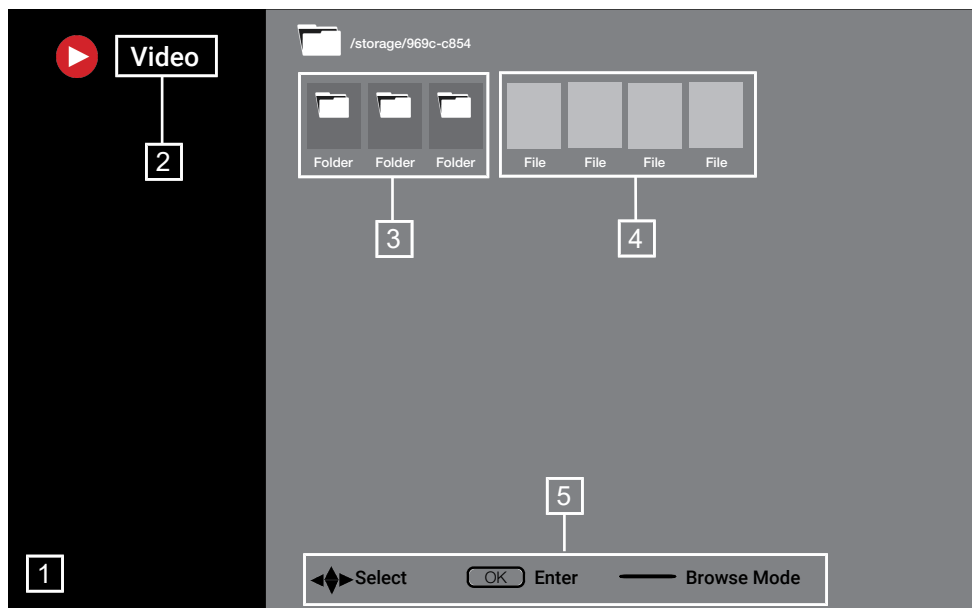 Video
2
/storage/969c-c854
Folder Folder Folder File File File File
3 4
5
1
Select OK Enter Browse Mode